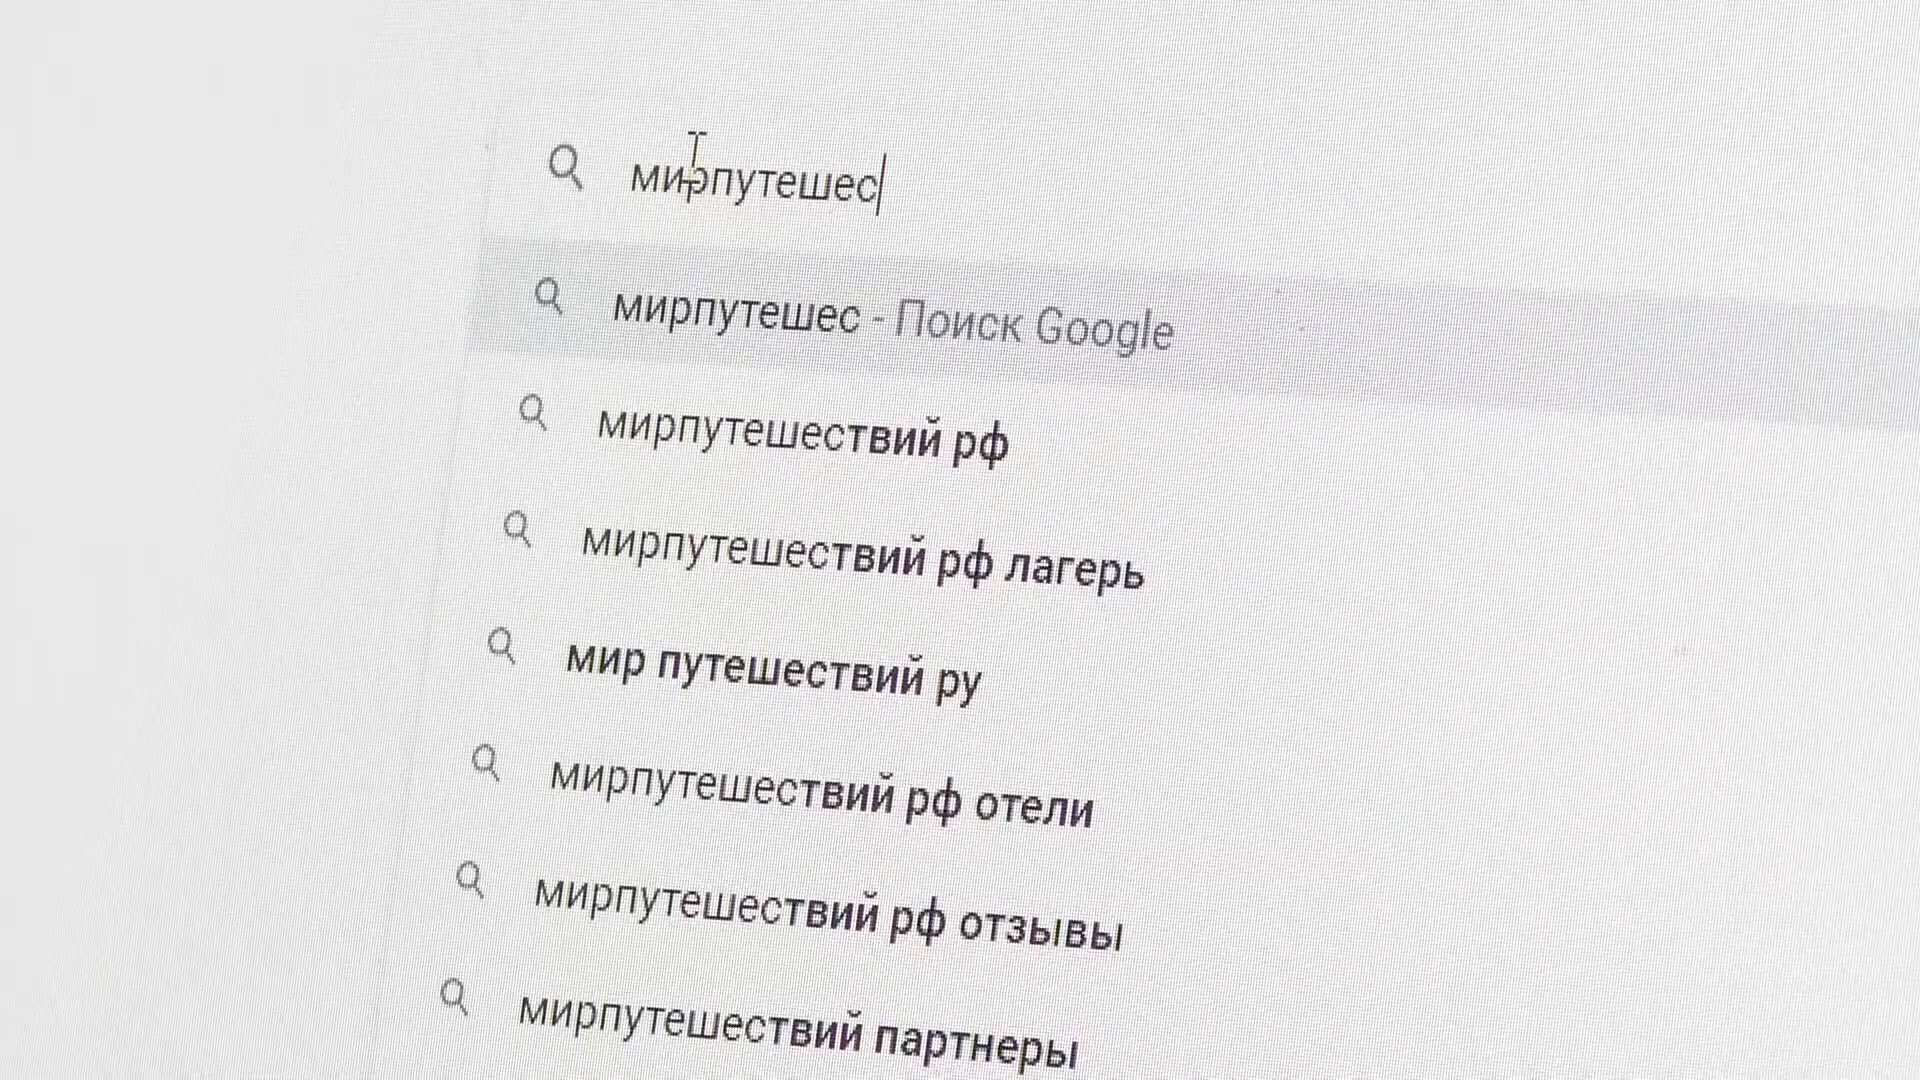 мирпутешес
мирпутешес - Поиск Google
мирпутешествий рф
мирпутешествий рф лагерь
мир путешествий ру
мирпутешествий рф отели
мирпутешествий рф отзывы
мирпутешествий партнеры